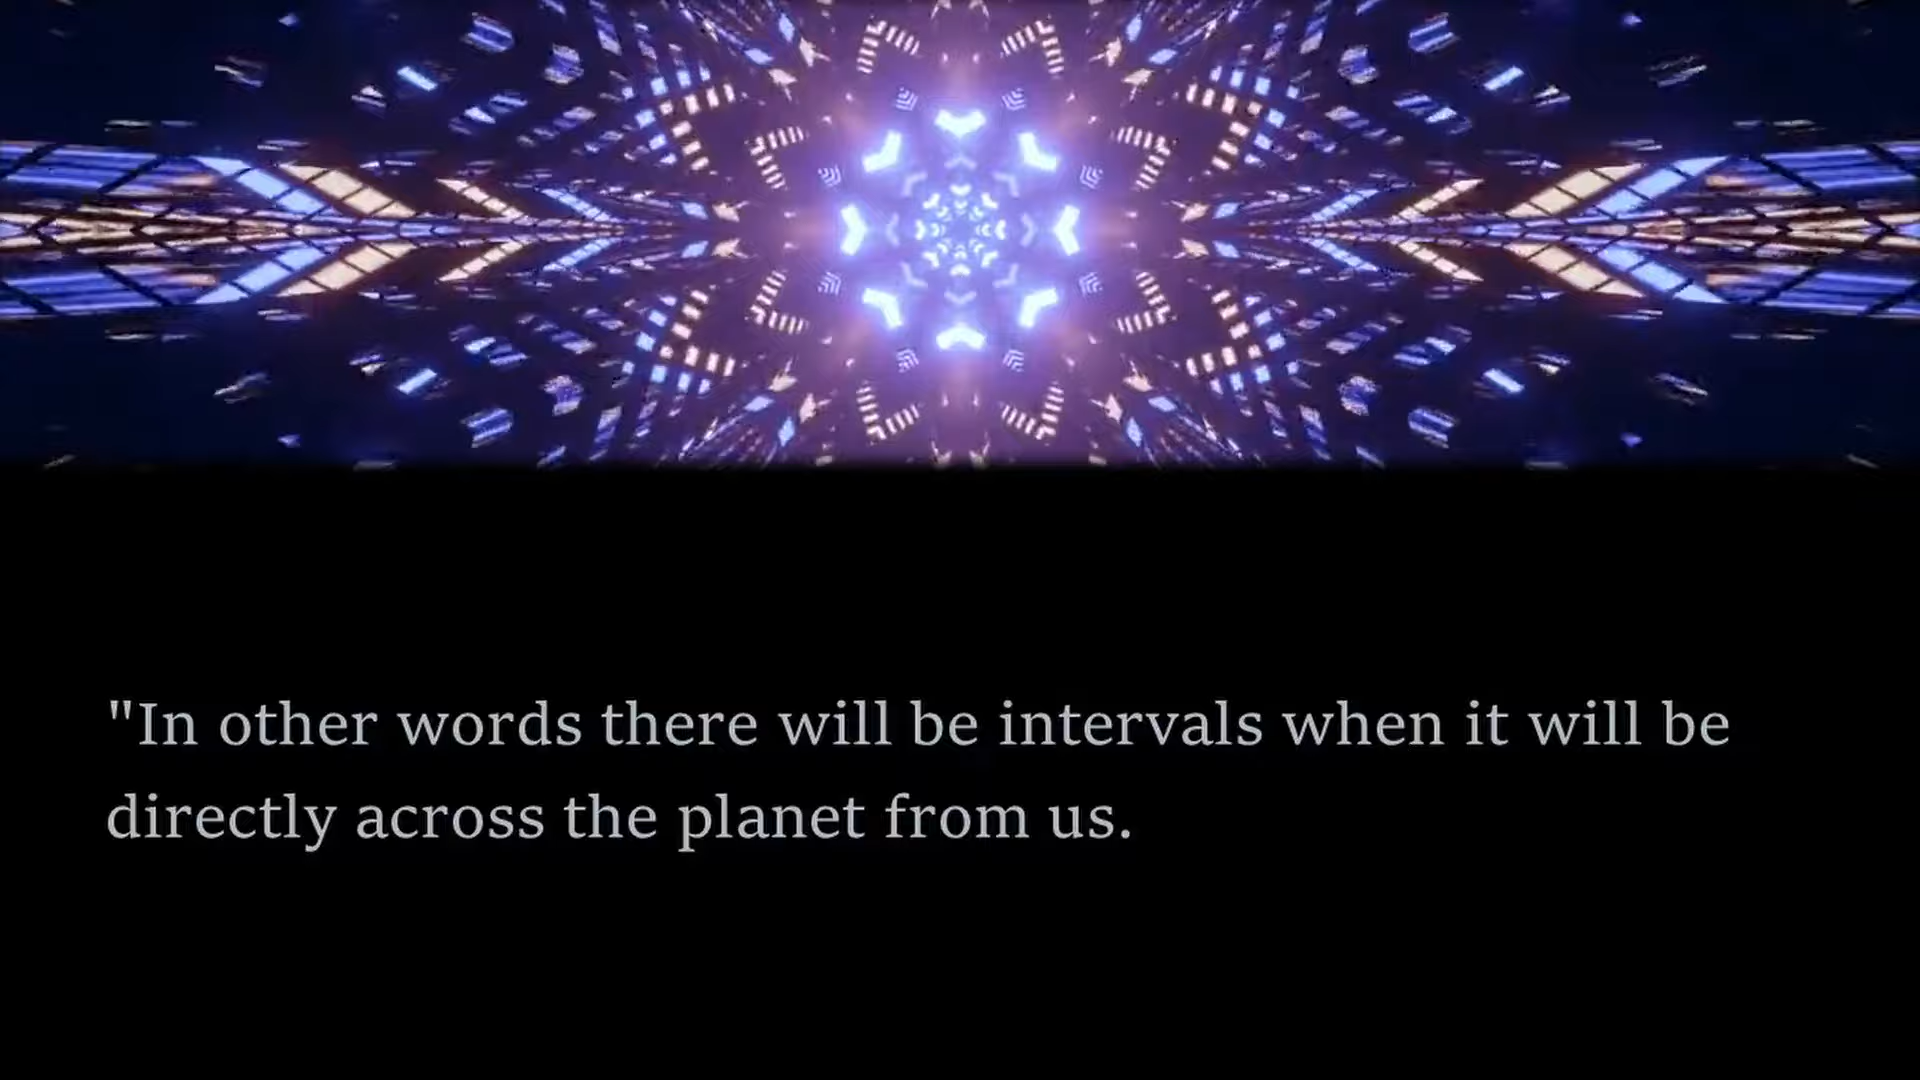 "In other words there will be intervals when it will be
directly across the planet from us.